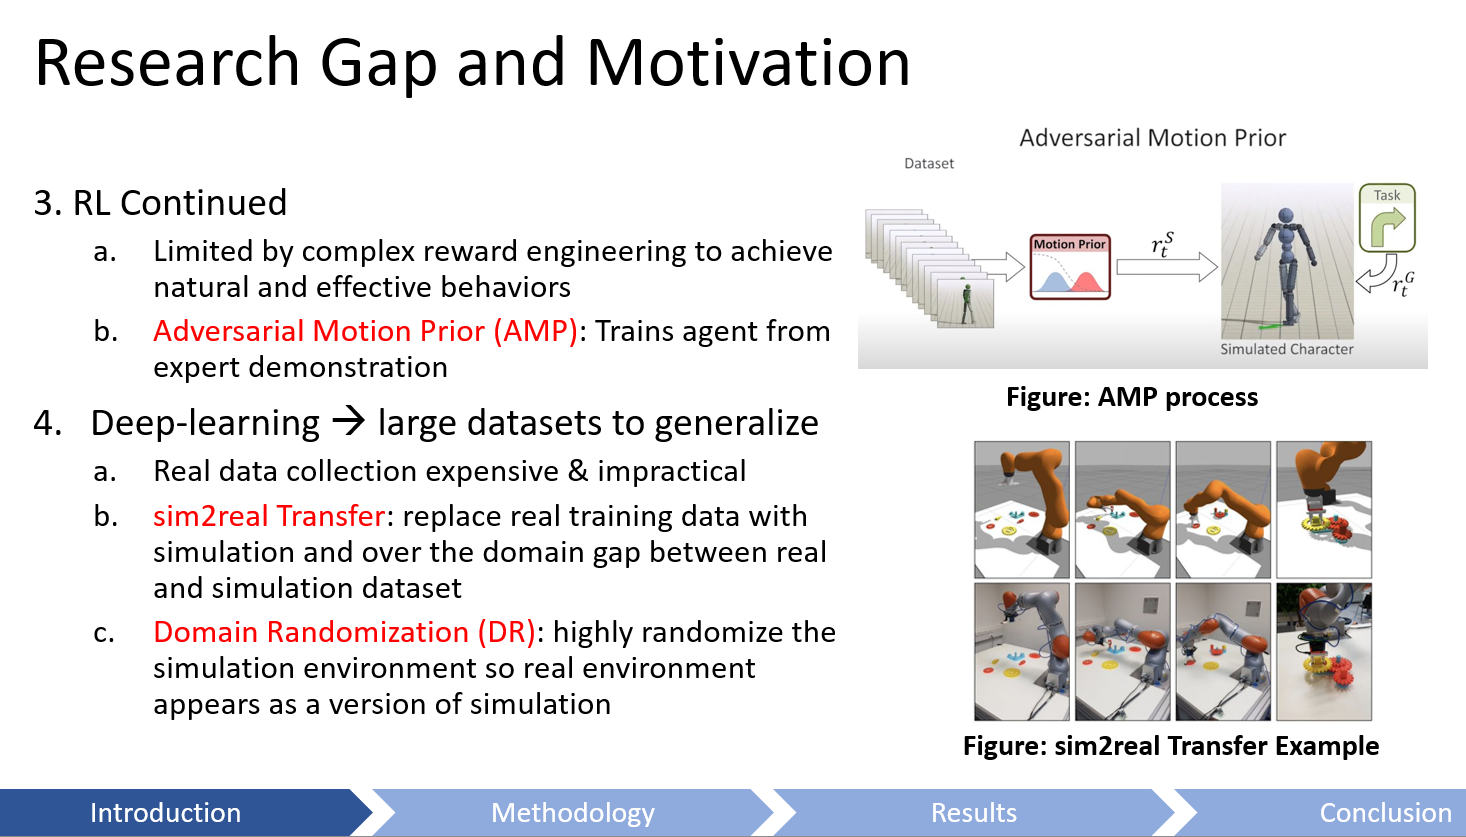 Research Gap and Motivation
3. RL Continued
a. Limited by complex reward engineering to achieve
natural and effective behaviors
b. Adversarial Motion Prior (AMP): Trains agent from
expert demonstration
4. Deep-learning → large datasets to generalize
a. Real data collection expensive & impractical
b. sim2real Transfer: replace real training data with
simulation and over the domain gap between real
and simulation dataset
c. Domain Randomization (DR): highly randomize the
simulation environment so real environment
appears as a version of simulation
Adversarial Motion Prior
Dataset
Motion Prior
r_t^S
Task
r_t^G
Simulated Character
Figure: AMP process
Figure: sim2real Transfer Example
Introduction
Methodology
Results
Conclusion